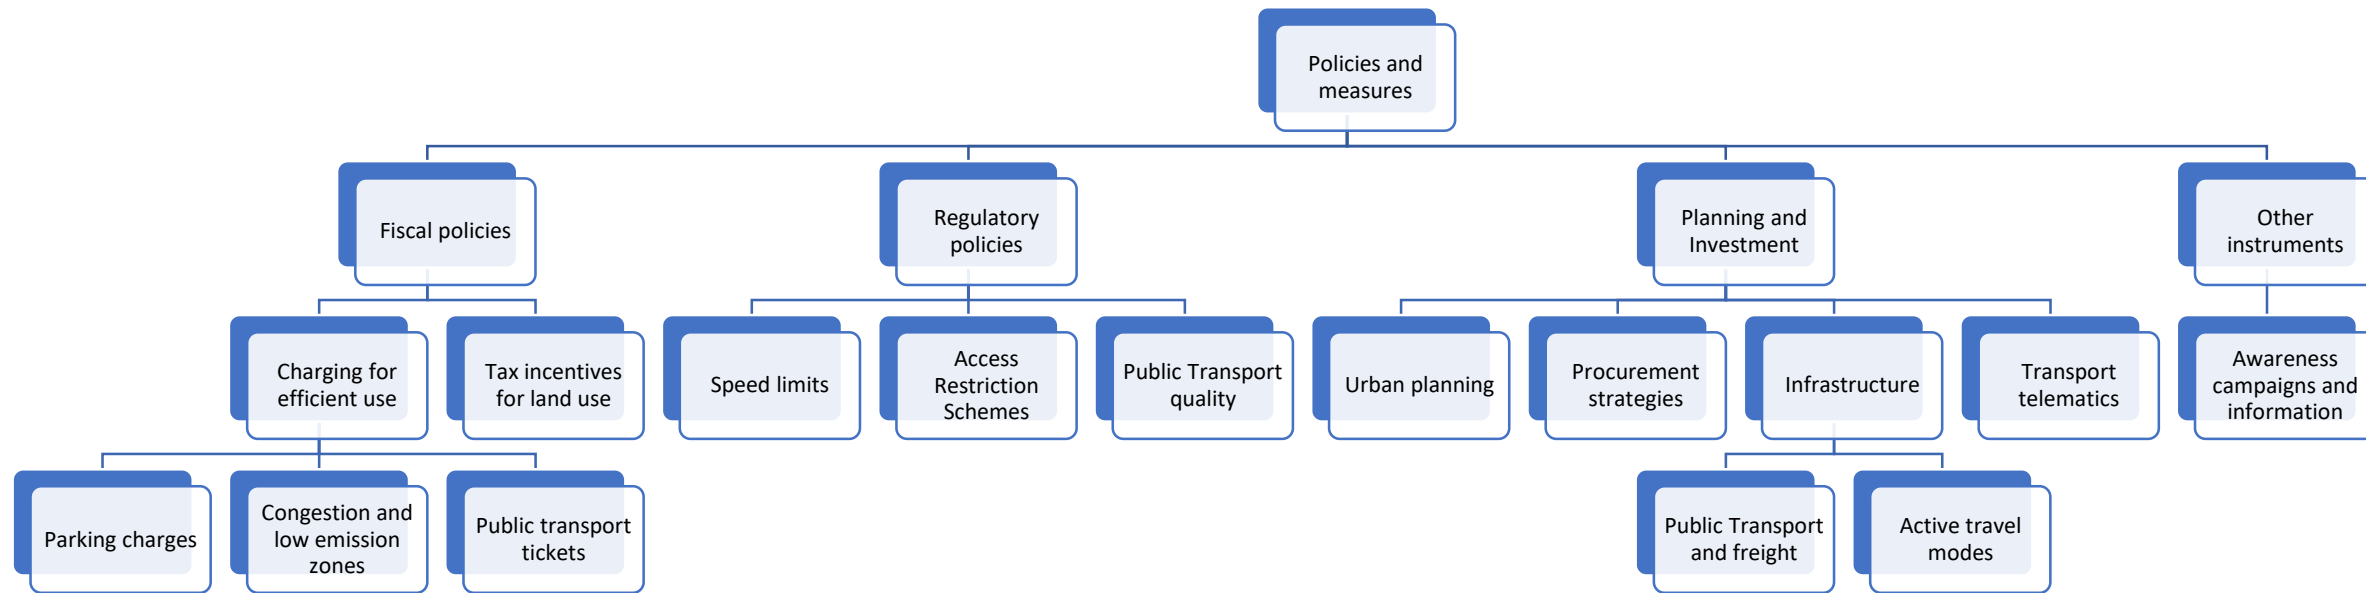 Policies and
measures
Fiscal policies
Regulatory
policies
Planning and
Investment
Other
instruments
Charging for
efficient use
Tax incentives
for land use
Speed limits
Access
Restriction
Schemes
Public Transport
quality
Urban planning
Procurement
strategies
Infrastructure
Transport
telematics
Awareness
campaigns and
information
Parking charges
Congestion and
low emission
zones
Public transport
tickets
Public Transport
and freight
Active travel
modes